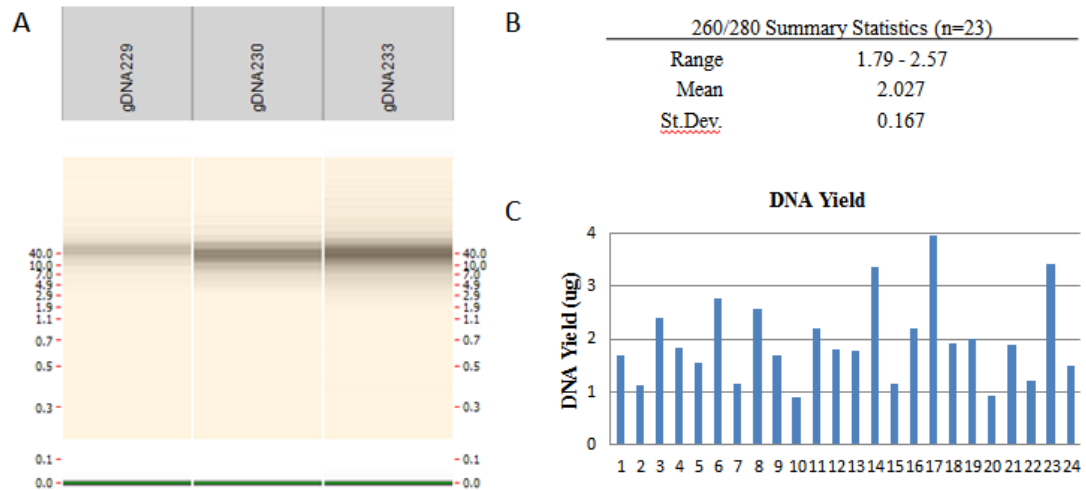 A
gDNA229
gDNA230
gDNA233
40.0
10.0
7.0
4.9
2.9
1.9
1.1
0.7
0.5
0.3
0.1
0.0
40.0
10.0
7.0
4.9
2.9
1.9
1.1
0.7
0.5
0.3
0.1
0.0
B
260/280 Summary Statistics (n=23)
Range 1.79 - 2.57
Mean 2.027
St.Dev. 0.167
C
DNA Yield
DNA Yield (ug)
4
3
2
1
0
1 2 3 4 5 6 7 8 9 10 11 12 13 14 15 16 17 18 19 20 21 22 23 24